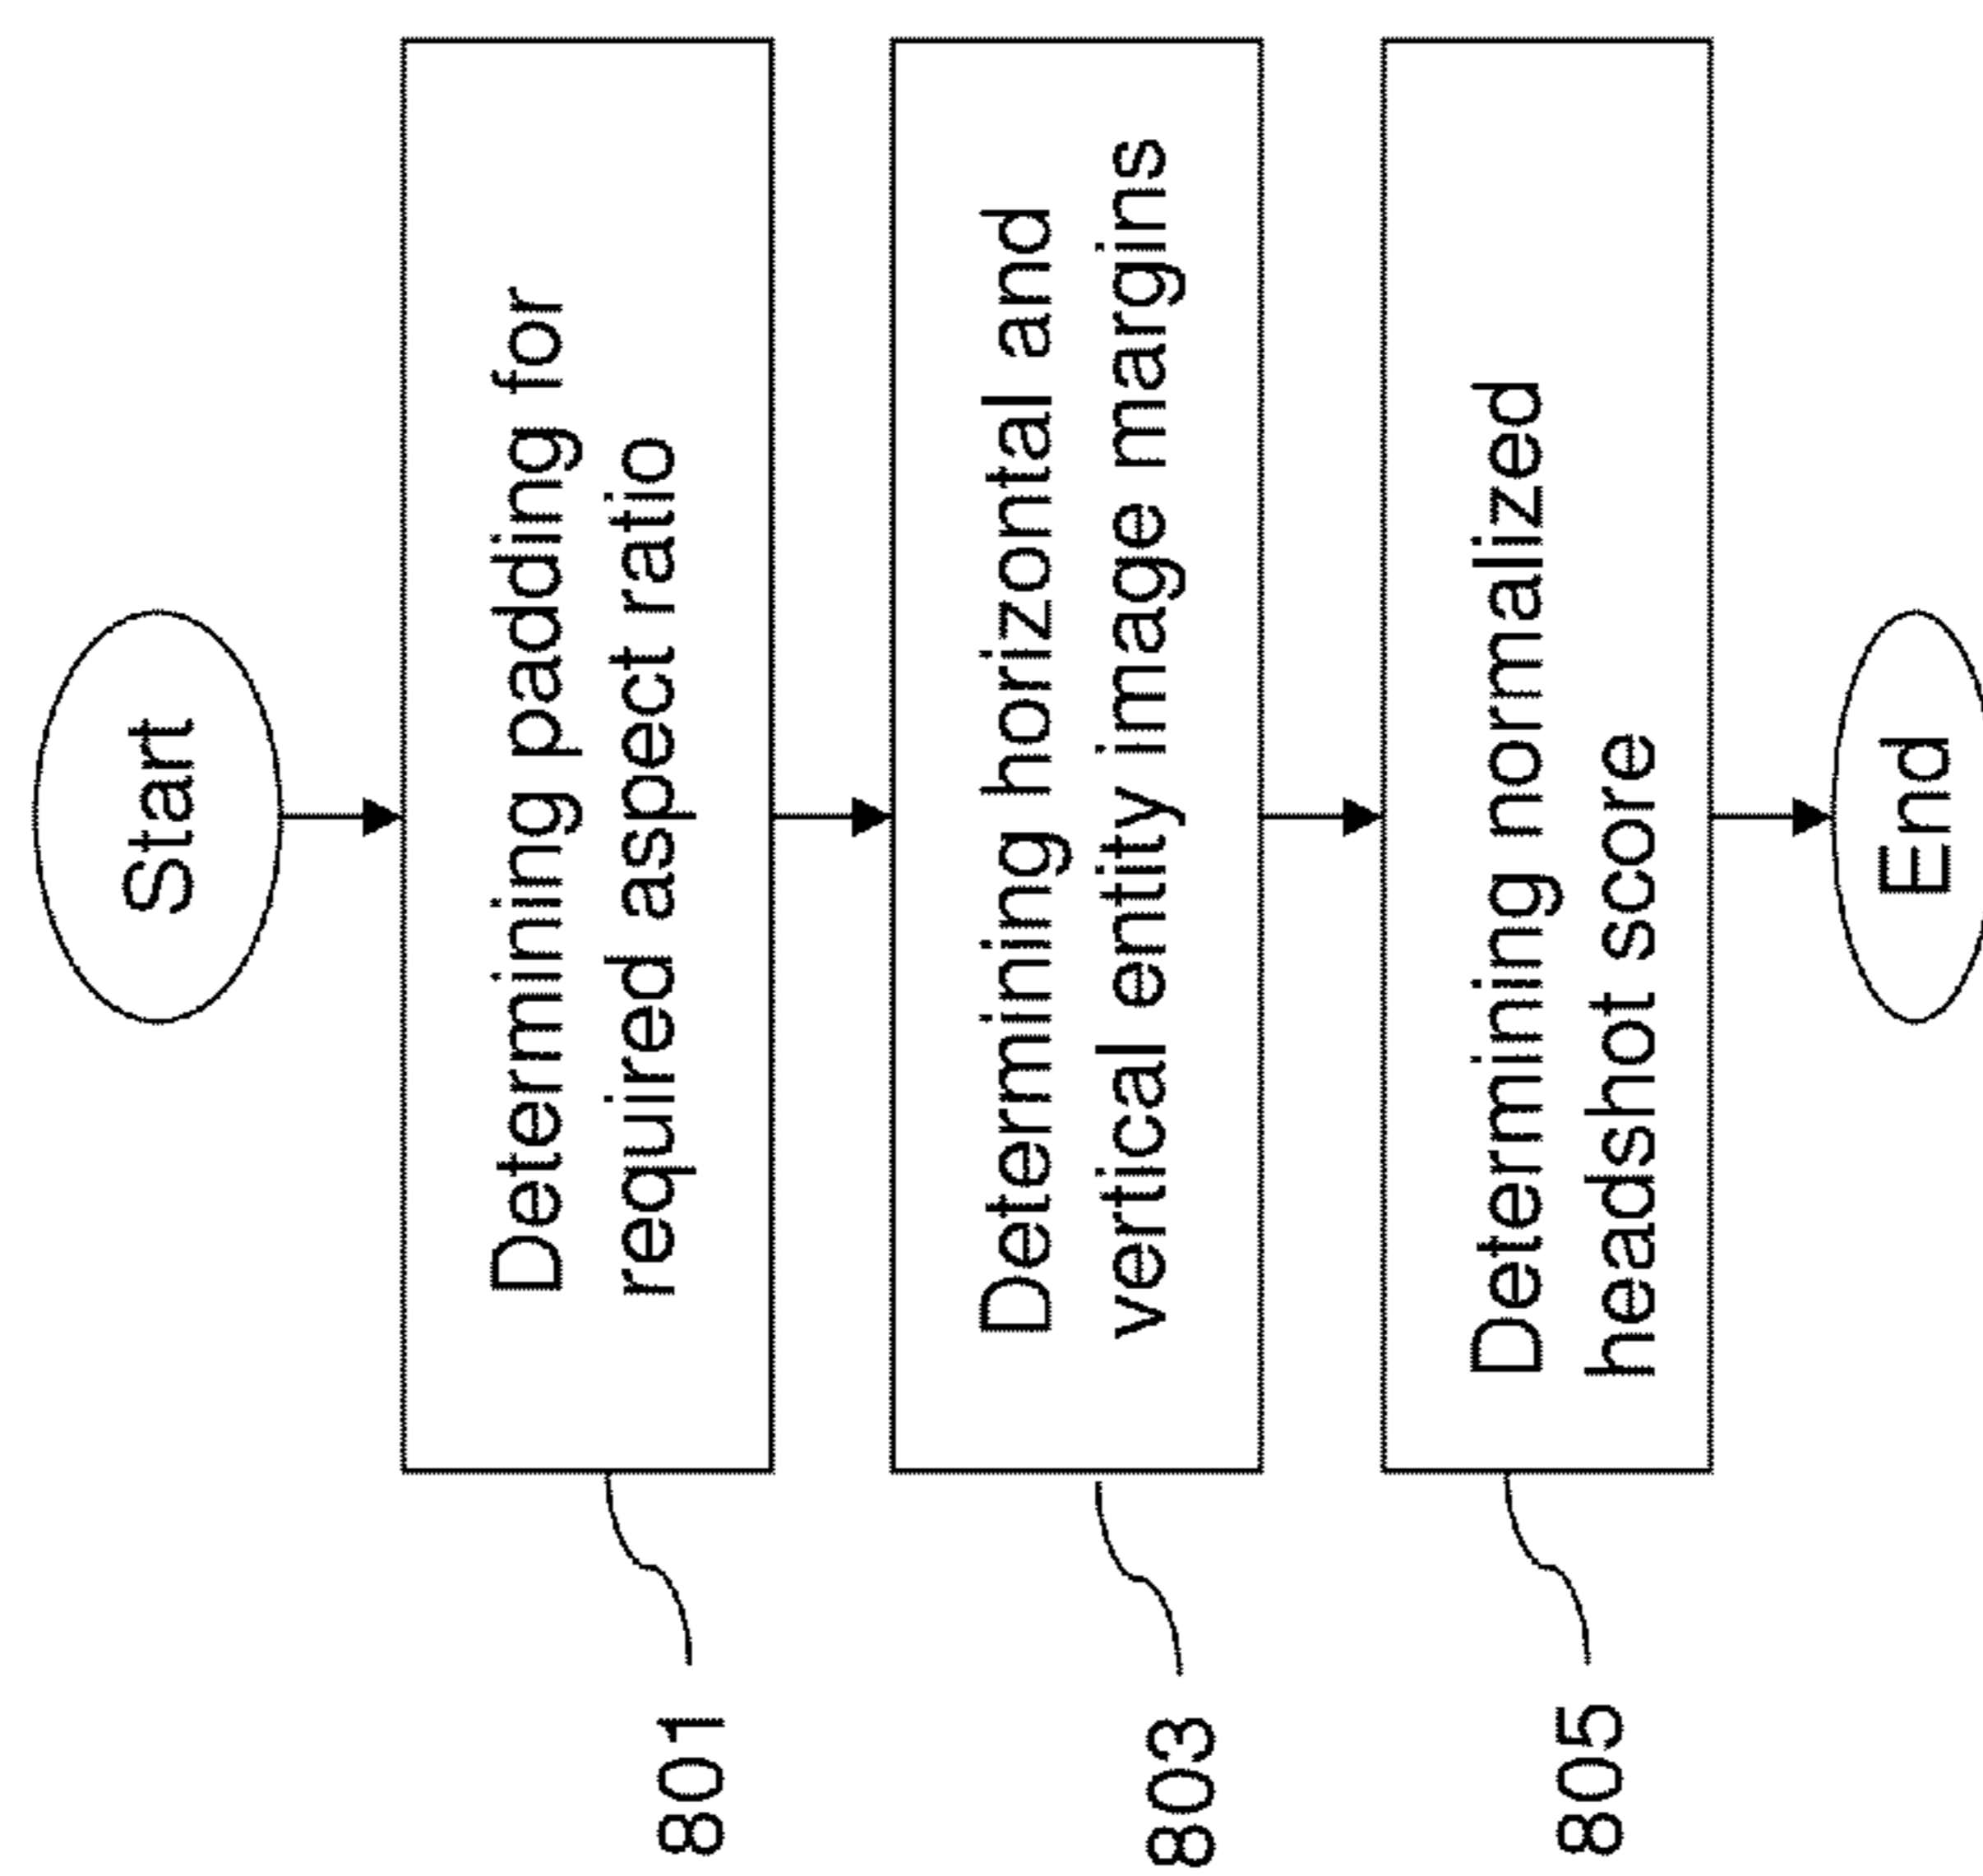 Start
801
Determining padding for
required aspect ratio
803
Determining horizontal and
vertical entity image margins
805
Determining normalized
headshot score
End